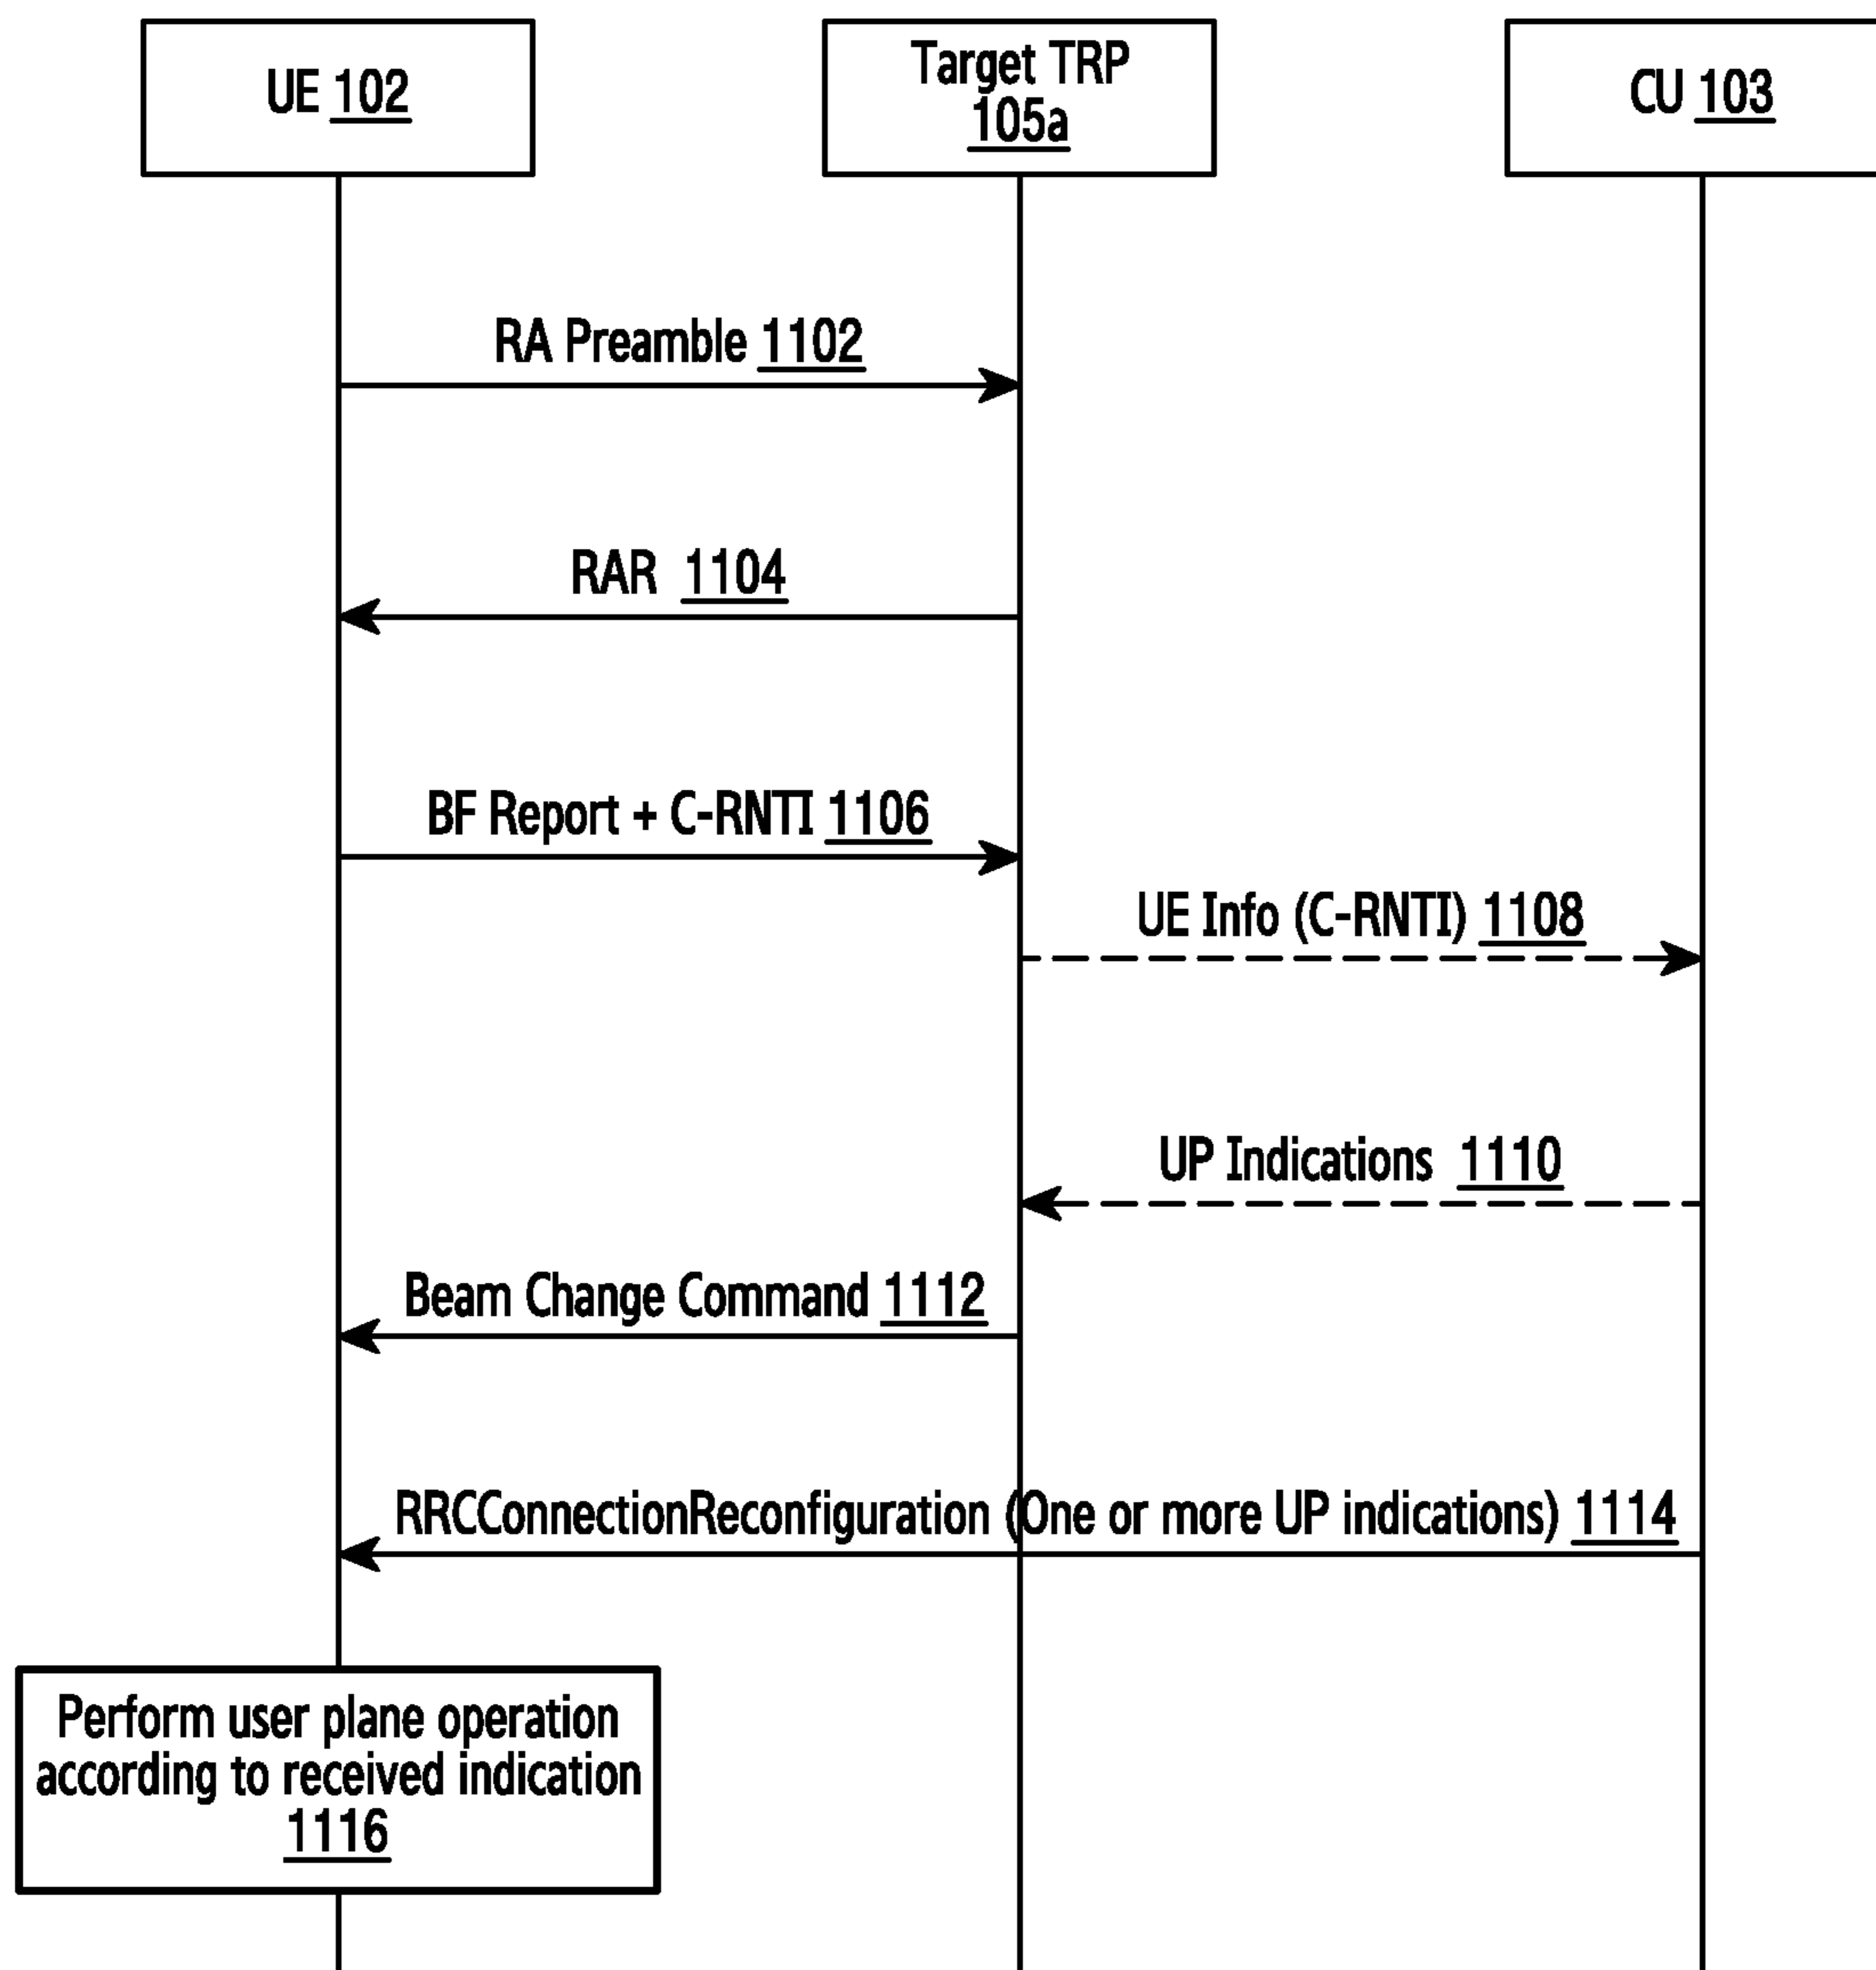 UE 102
Target TRP
105a
CU 103
RA Preamble 1102
RAR 1104
BF Report + C-RNTI 1106
UE Info (C-RNTI) 1108
UP Indications 1110
Beam Change Command 1112
RRCConnectionReconfiguration (One or more UP indications) 1114
Perform user plane operation
according to received indication
1116